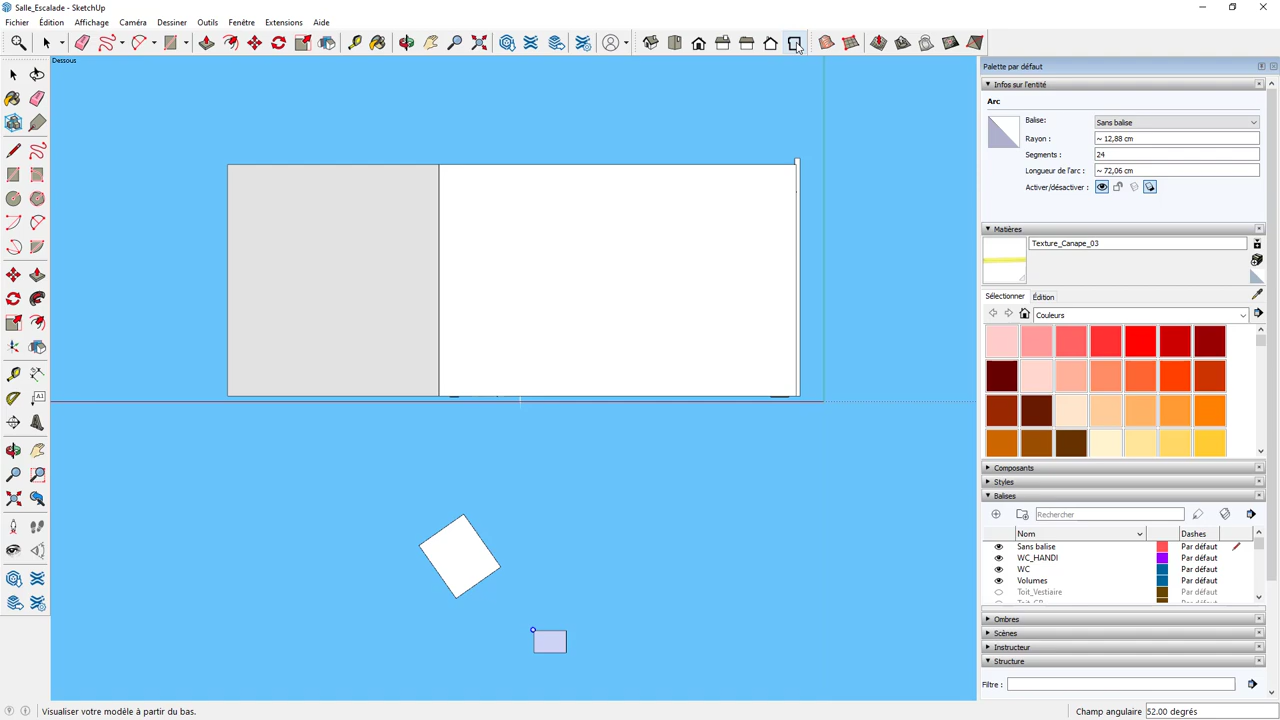 Salle_Escalade - SketchUp
Fichier Édition Affichage Caméra Dessiner Outils Fenêtre Extensions Aide
Dessous
Palette par défaut
Infos sur l'entité
Arc
Balise: Sans balise
Rayon: ~ 12,88 cm
Segments: 24
Longueur de l'arc: ~ 72,06 cm
Activer/désactiver:
Matières
Texture_Canape_03
Sélectionner Édition
Couleurs
Composants
Styles
Balises
Rechercher
Nom Dashes
Sans balise Par défaut
WC_HANDI Par défaut
WC Par défaut
Volumes Par défaut
Toit_Vestiaire Par défaut
Ombres
Scènes
Instructeur
Structure
Filtre :
Visualiser votre modèle à partir du bas.
Champ angulaire 52.00 degrés